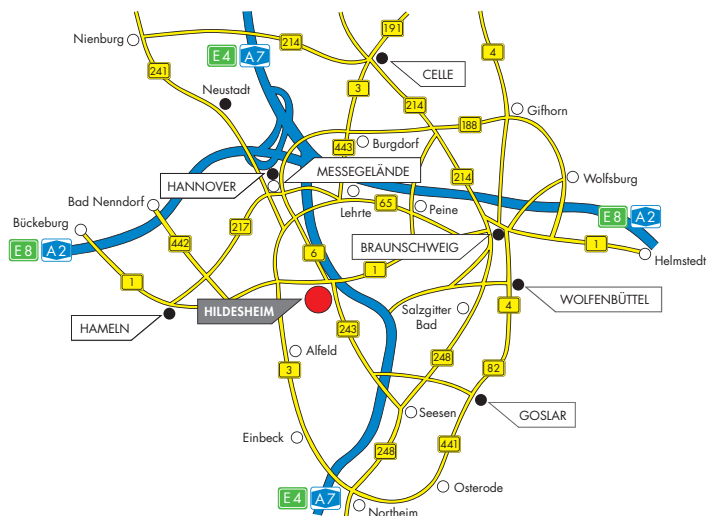 191
Nienburg
214
E4 A7
4
CELLE
241
3
Neustadt
214
Gifhorn
188
443
Burgdorf
MESSEGELÄNDE
HANNOVER
214
Wolfsburg
Bad Nenndorf
Lehrte
65
Peine
E8 A2
Bückeburg
217
442
BRAUNSCHWEIG
1
E8 A2
6
Helmstedt
1
1
HILDESHEIM
WOLFENBÜTTEL
4
Salzgitter
Bad
HAMELN
243
Alfeld
248
3
82
Seesen
GOSLAR
Einbeck
441
248
Osterode
E4 A7
Northeim